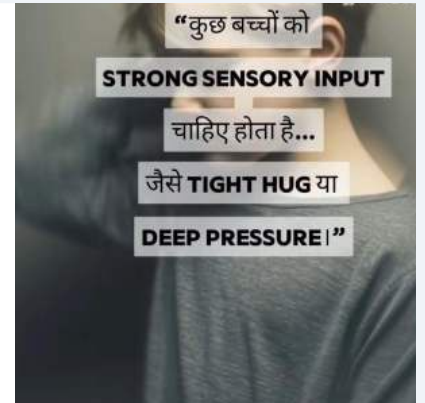 “कुछ बच्चों को
STRONG SENSORY INPUT
चाहिए होता है...
जैसे TIGHT HUG या
DEEP PRESSURE।”